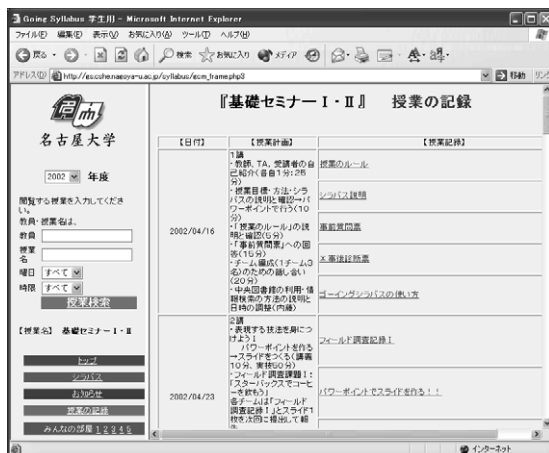 Going Syllabus 学生用 - Microsoft Internet Explorer
ファイル(F) 編集(E) 表示(V) お気に入り(A) ツール(T) ヘルプ(H)
戻る 検索 お気に入り メディア
アドレス(D) http://gs.cshe.nagoya-u.ac.jp/syllabus/gcm_frame.php3 移動 リンク
名古屋大学
2002 年度
閲覧する授業を入力してくださ
い。
教員・授業名は、
教員
授業
名
曜日 すべて
時限 すべて
授業検索
【授業名】 基礎セミナーI・II
トップ
シラバス
お知らせ
授業の記録
みんなの部屋 1 2 3 4 5
『基礎セミナーI・II』 授業の記録
【日付】 【授業計画】 【授業記録】
2002/04/16
1講
・教師、TA、受講者の自
己紹介(各自1分:25
分)
・授業目標・方法・シラ
バスの説明と確認→パ
ワーポイントで行う(10
分)
・「授業のルール」の説
明と確認(5分)
・「事前質問票」への回
答(15分)
・チーム編成(1チーム3
名)のための話し合い
(20分)
・中央図書館の利用・情
報検索の方法の説明と
日時の調整(内藤)
授業のルール
シラバス説明
事前質問票
X 事後診断票
ゴーイングシラバスの使い方
2002/04/23
2講
・表現する技法を身につ
けようI
パワーポイントを作る
→スライドをつくる(講義
10分、実技50分)
・フィールド調査課題I:
「スターバックスでコーヒ
ーを飲もう」
各チームは「フィールド
調査記録I」とスライド1
枚を次回に提出して報
フィールド調査記録I
パワーポイントでスライドを作る!!
インターネット